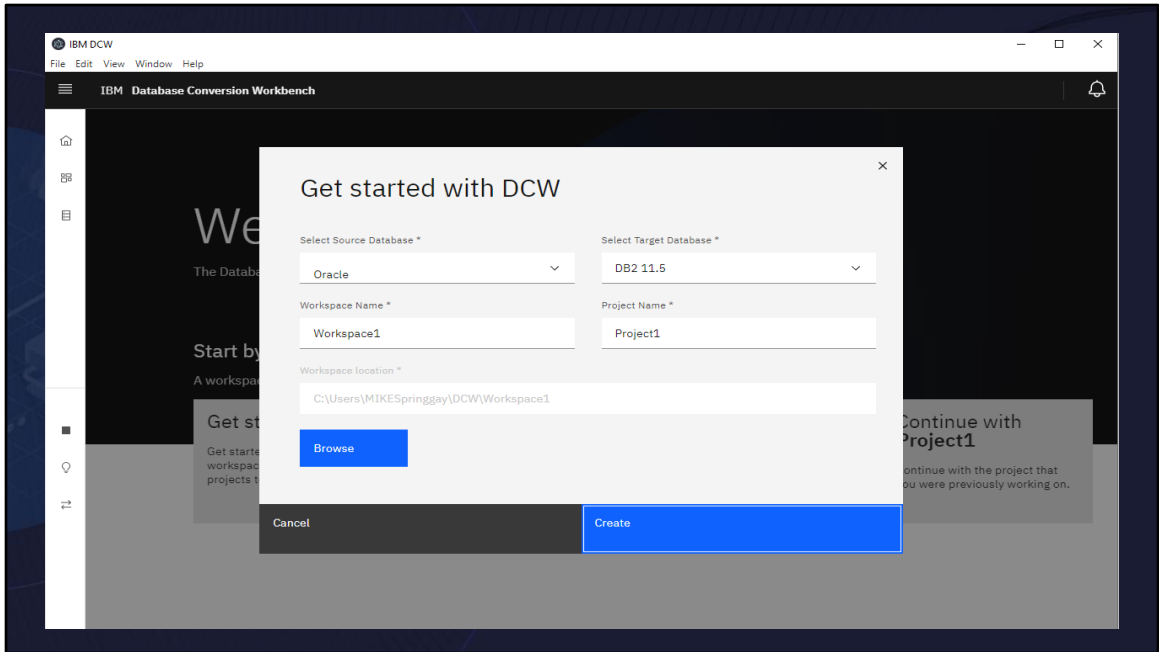 IBM DCW
File Edit View Window Help
IBM Database Conversion Workbench
Get started with DCW
Select Source Database *
Select Target Database *
Oracle
DB2 11.5
Workspace Name *
Project Name *
Workspace1
Project1
Workspace location *
C:\Users\MIKESpringgay\DCW\Workspace1
Browse
Cancel
Create
We
The Databa
Start by
A workspa
Get st
Get starte
workspac
projects t
Continue with
Project1
ontinue with the project that
ou were previously working on.